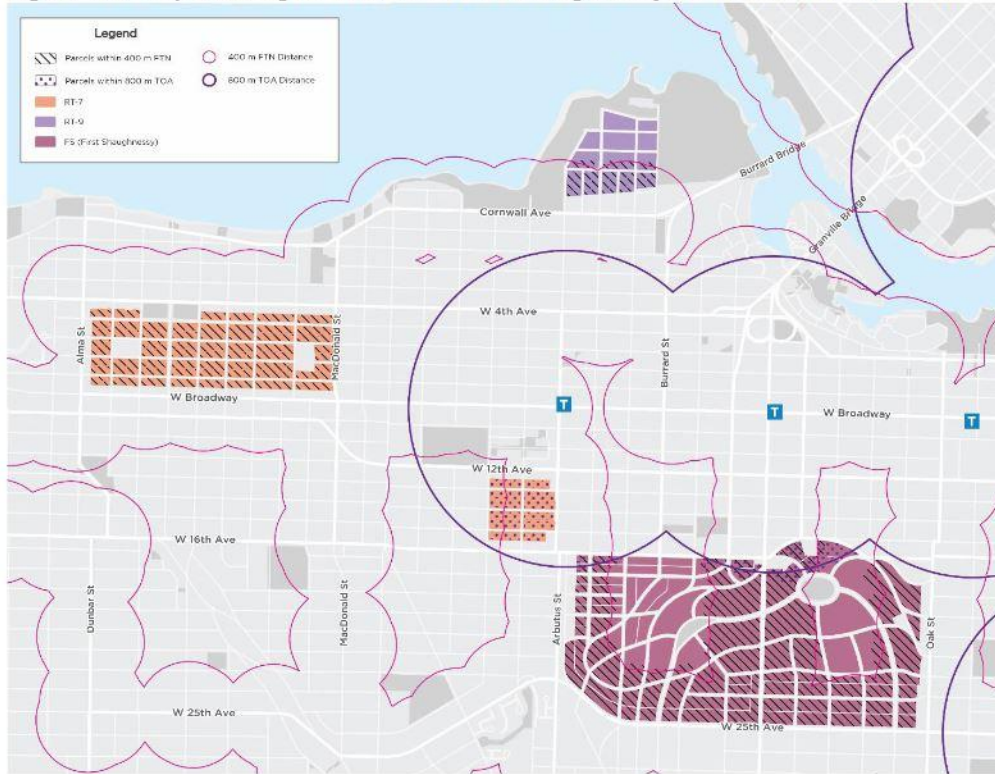 Legend
Parcels within 400 m FTN
Parcels within 800 m TOA
RT-7
RT-9
FS (First Shaughnessy)
400 m FTN Distance
800 m TOA Distance
Burrard Bridge
Granville Bridge
Cornwall Ave
W 4th Ave
Alma St
MacDonald St
Burrard St
W Broadway
T
T
W Broadway
T
W 12th Ave
W 16th Ave
Dunbar St
MacDonald St
Arbutus St
Oak St
W 25th Ave
W 25th Ave